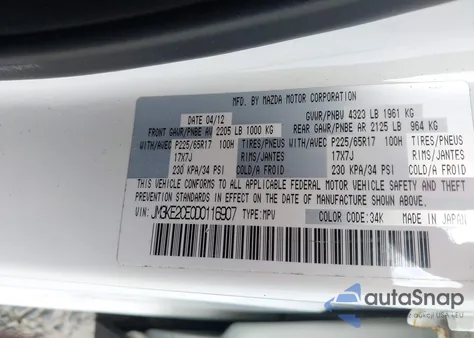 MFD. BY MAZDA MOTOR CORPORATION
DATE 04/12 GVWR/PNBV 4323 LB 1961 KG
FRONT GAWR/PNBE AV 2205 LB 1000 KG REAR GAWR/PNBE AR 2125 LB 964 KG
WITH/AVEC P225/65R17 100H TIRES/PNEUS WITH/AVEC P225/65R17 100H TIRES/PNEUS
17X7J RIMS/JANTES 17X7J RIMS/JANTES
230 KPA/34 PSI COLD/A FROID 230 KPA/34 PSI COLD/A FROID
THIS VEHICLE CONFORMS TO ALL APPLICABLE FEDERAL MOTOR VEHICLE SAFETY AND THEFT
PREVENTION STANDARDS IN EFFECT ON THE DATE OF MANUFACTURE SHOWN ABOVE.
VIN: JM3KE2CE0D0116907 TYPE:MPV COLOR CODE: 34K MADE IN JAPAN
autoSnap
z aukcji USA i EU